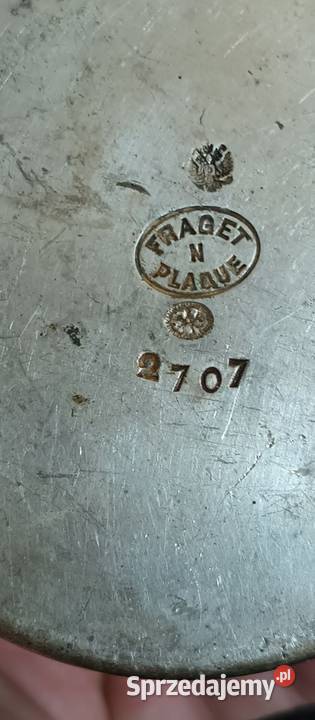 FRAGET
N
PLAQUE
2707
Sprzedajemy.pl